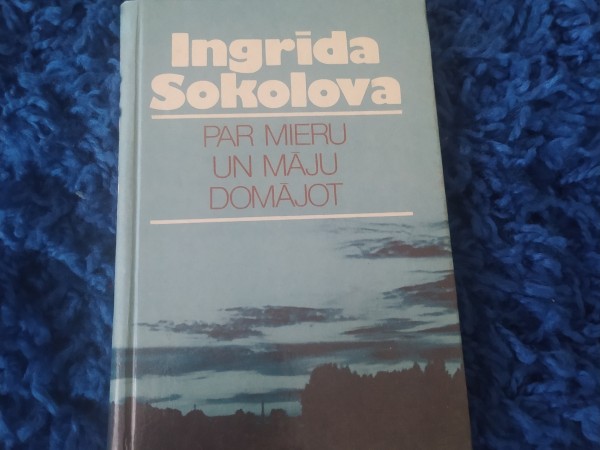 Ingrīda
Sokolova
PAR MIERU
UN MĀJU
DOMĀJOT